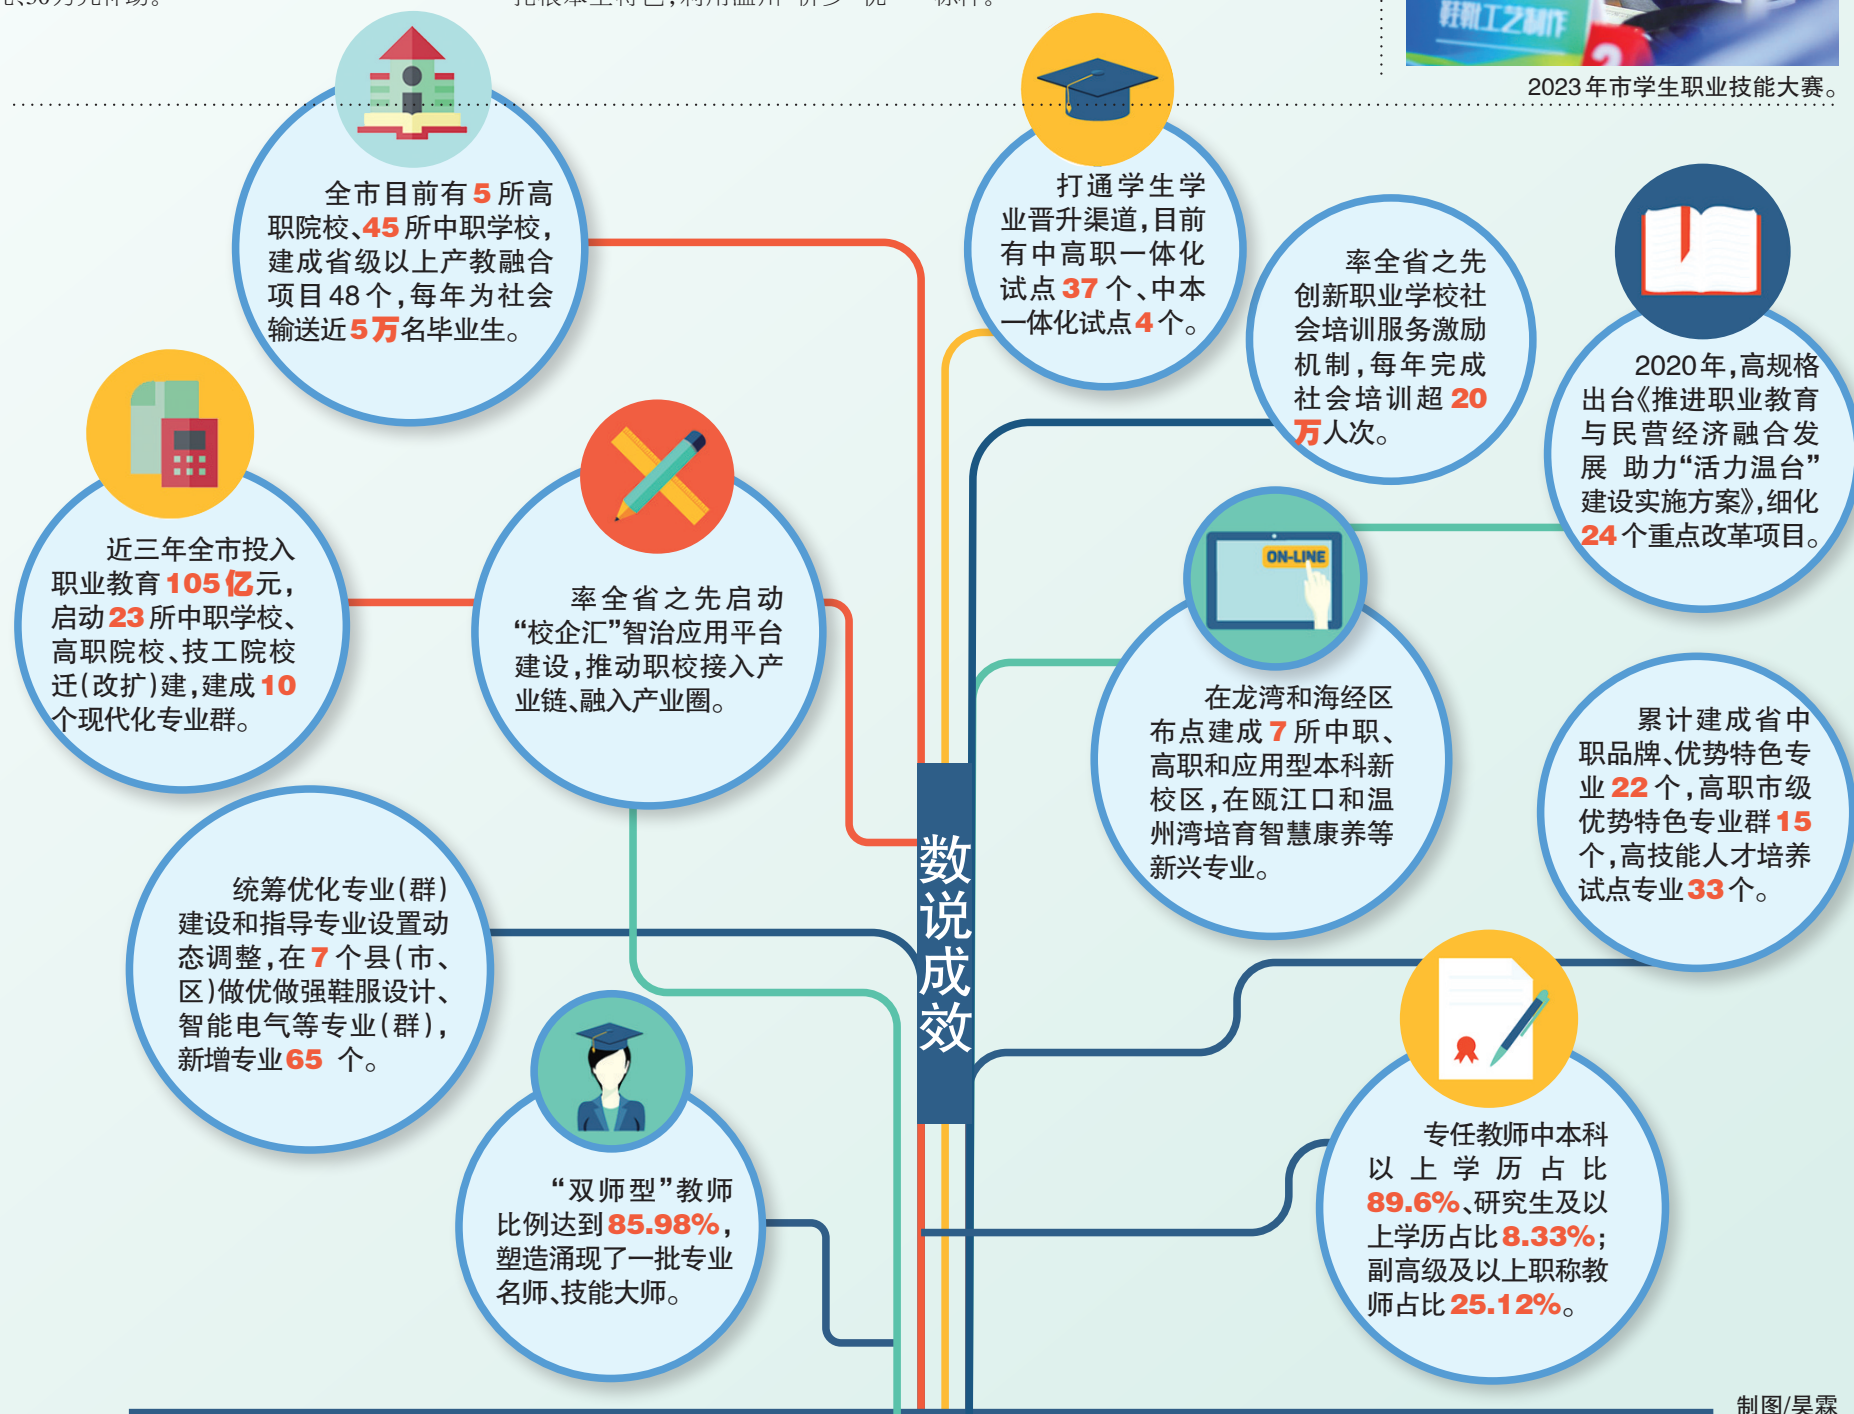 鞋靴工艺制作
2
2023年市学生职业技能大赛。
全市目前有5所高
职院校、45所中职学校，
建成省级以上产教融合
项目48个，每年为社会
输送近5万名毕业生。
打通学生学
业晋升渠道，目前
有中高职一体化
试点37个、中本
一体化试点4个。
率全省之先
创新职业学校社
会培训服务激励
机制，每年完成
社会培训超20
万人次。
2020年，高规格
出台《推进职业教育
与民营经济融合发
展 助力“活力温台”
建设实施方案》，细化
24个重点改革项目。
近三年全市投入
职业教育105亿元，
启动23所中职学校、
高职院校、技工院校
迁（改扩）建，建成10
个现代化专业群。
率全省之先启动
“校企汇”智治应用平台
建设，推动职校接入产
业链、融入产业圈。
ON-LINE
在龙湾和海经区
布点建成7所中职、
高职和应用型本科新
校区，在瓯江口和温
州湾培育智慧康养等
新兴专业。
累计建成省中
职品牌、优势特色专
业22个，高职市级
优势特色专业群15
个，高技能人才培养
试点专业33个。
数说成效
统筹优化专业（群）
建设和指导专业设置动
态调整，在7个县（市、
区）做优做强鞋服设计、
智能电气等专业（群），
新增专业65 个。
“双师型”教师
比例达到85.98%，
塑造涌现了一批专业
名师、技能大师。
专任教师中本科
以上学历占比
89.6%、研究生及以
上学历占比8.33%；
副高级及以上职称教
师占比25.12%。
制图/吴霖